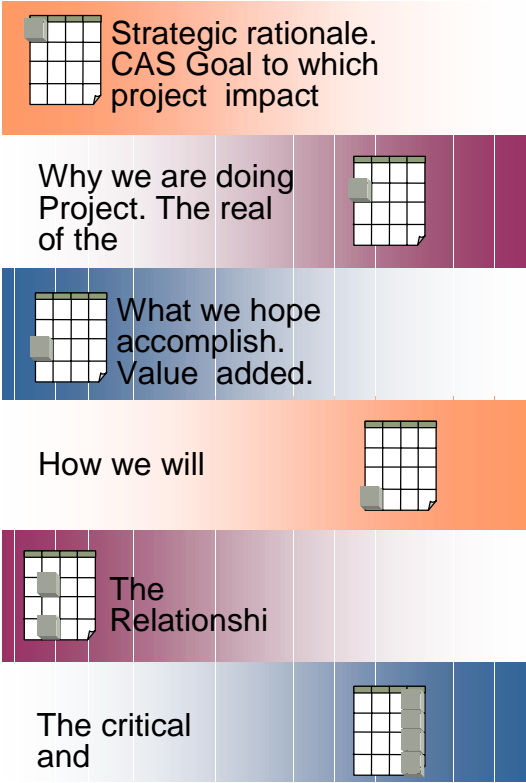 Strategic rationale.
CAS Goal to which
project impact
Why we are doing
Project. The real
of the
What we hope
accomplish.
Value added.
How we will
The
Relationshi
The critical
and